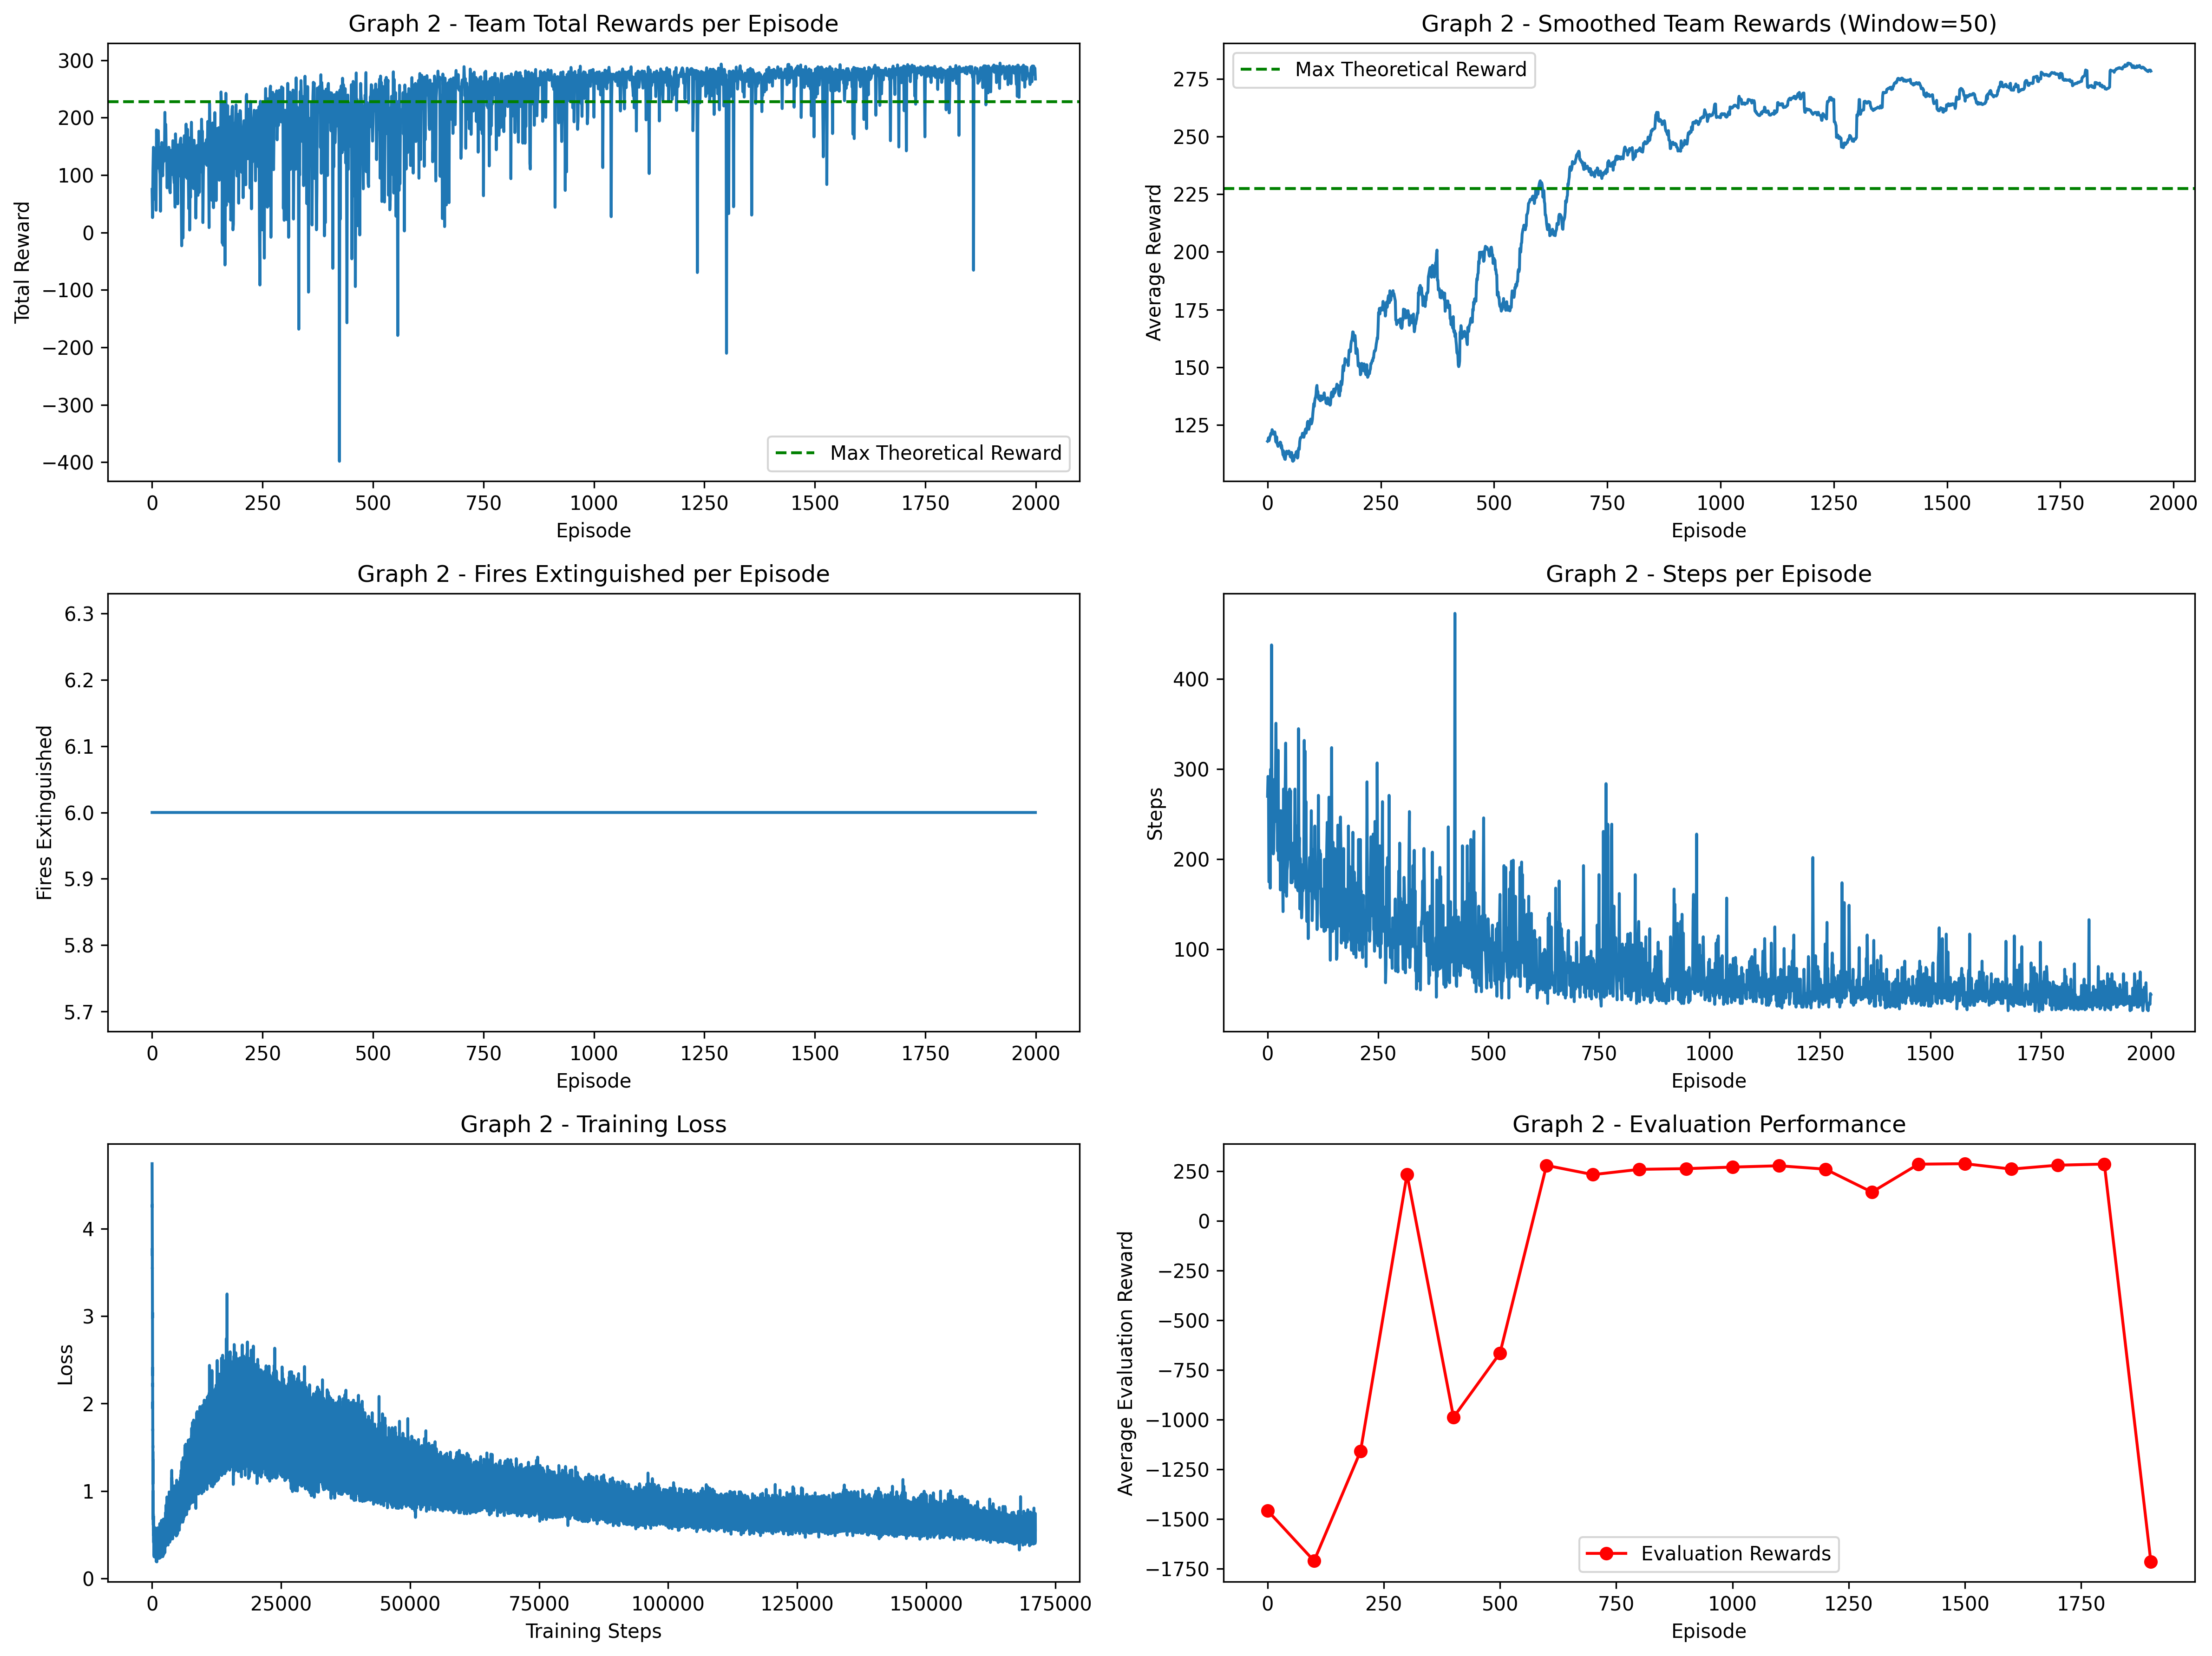 Graph 2 - Team Total Rewards per Episode
300
200
100
0
−100
−200
−300
−400
Total Reward
Max Theoretical Reward
0 250 500 750 1000 1250 1500 1750 2000
Episode
Graph 2 - Smoothed Team Rewards (Window=50)
Max Theoretical Reward
275
250
225
200
175
150
125
Average Reward
0 250 500 750 1000 1250 1500 1750 2000
Episode
Graph 2 - Fires Extinguished per Episode
6.3
6.2
6.1
6.0
5.9
5.8
5.7
Fires Extinguished
0 250 500 750 1000 1250 1500 1750 2000
Episode
Graph 2 - Steps per Episode
400
300
200
100
Steps
0 250 500 750 1000 1250 1500 1750 2000
Episode
Graph 2 - Training Loss
4
3
2
1
0
Loss
0 25000 50000 75000 100000 125000 150000 175000
Training Steps
Graph 2 - Evaluation Performance
250
0
−250
−500
−750
−1000
−1250
−1500
−1750
Average Evaluation Reward
Evaluation Rewards
0 250 500 750 1000 1250 1500 1750
Episode